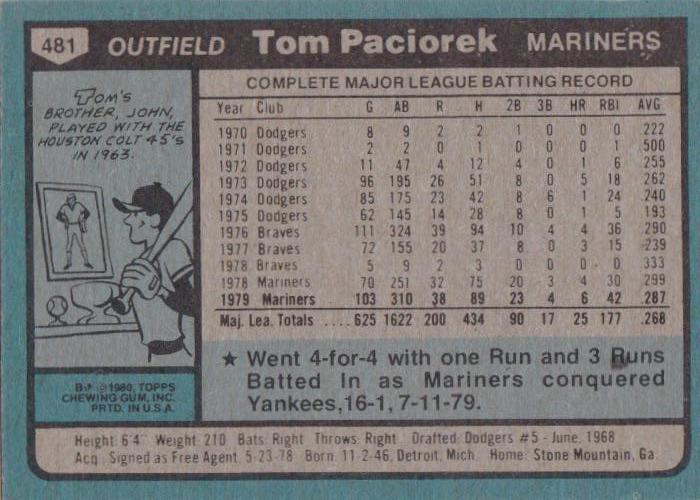 481 OUTFIELD Tom Paciorek MARINERS
TOM'S
BROTHER, JOHN,
PLAYED WITH THE
HOUSTON COLT 45'S
IN 1963.
COMPLETE MAJOR LEAGUE BATTING RECORD
Year Club G AB R H 2B 3B HR RBI AVG
1970 Dodgers 8 9 2 2 1 0 0 0 .222
1971 Dodgers 2 2 0 1 0 0 0 1 .500
1972 Dodgers 11 47 4 12 4 0 1 6 .255
1973 Dodgers 96 195 26 51 8 0 5 18 .262
1974 Dodgers 85 175 23 42 8 6 1 24 .240
1975 Dodgers 62 145 14 28 8 0 1 5 .193
1976 Braves 111 324 39 94 10 4 4 36 .290
1977 Braves 72 155 20 37 8 0 3 15 .239
1978 Braves 5 9 2 3 0 0 0 0 .333
1978 Mariners 70 251 32 75 20 3 4 30 .299
1979 Mariners 103 310 38 89 23 4 6 42 .287
Maj. Lea. Totals .... 625 1622 200 434 90 17 25 177 .268
★ Went 4-for-4 with one Run and 3 Runs
Batted In as Mariners conquered
Yankees,16-1, 7-11-79.
© 1980, TOPPS
CHEWING GUM, INC.
PRTD. IN U.S.A.
Height: 6'4" Weight: 210 Bats: Right Throws: Right Drafted: Dodgers #5 - June, 1968
Acq: Signed as Free Agent, 5-23-78 Born: 11-2-46, Detroit, Mich. Home: Stone Mountain, Ga.